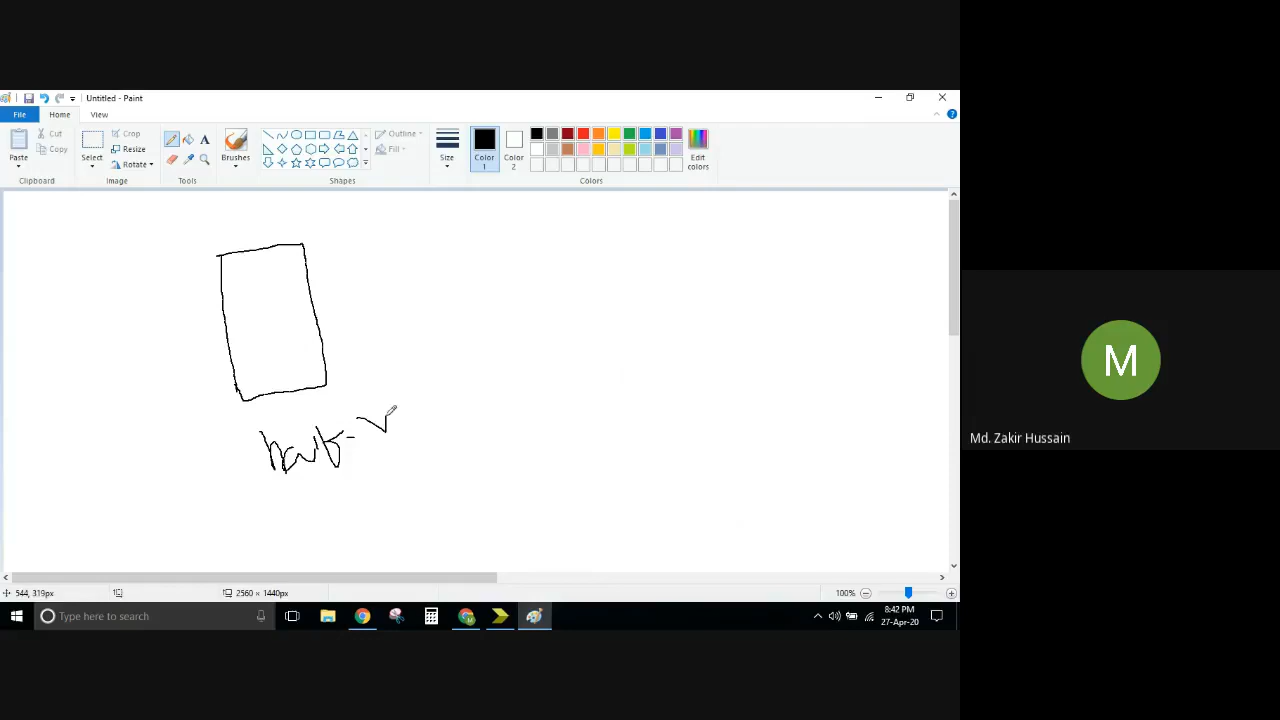 Untitled - Paint
File Home View
Cut
Copy
Paste
Clipboard
Crop
Resize
Rotate
Select
Image
Tools
Brushes
Outline
Fill
Shapes
Size
Color 1
Color 2
Edit colors
Colors
544, 319px
2560 × 1440px
100%
Type here to search
8:42 PM
27-Apr-20
M
Md. Zakir Hussain